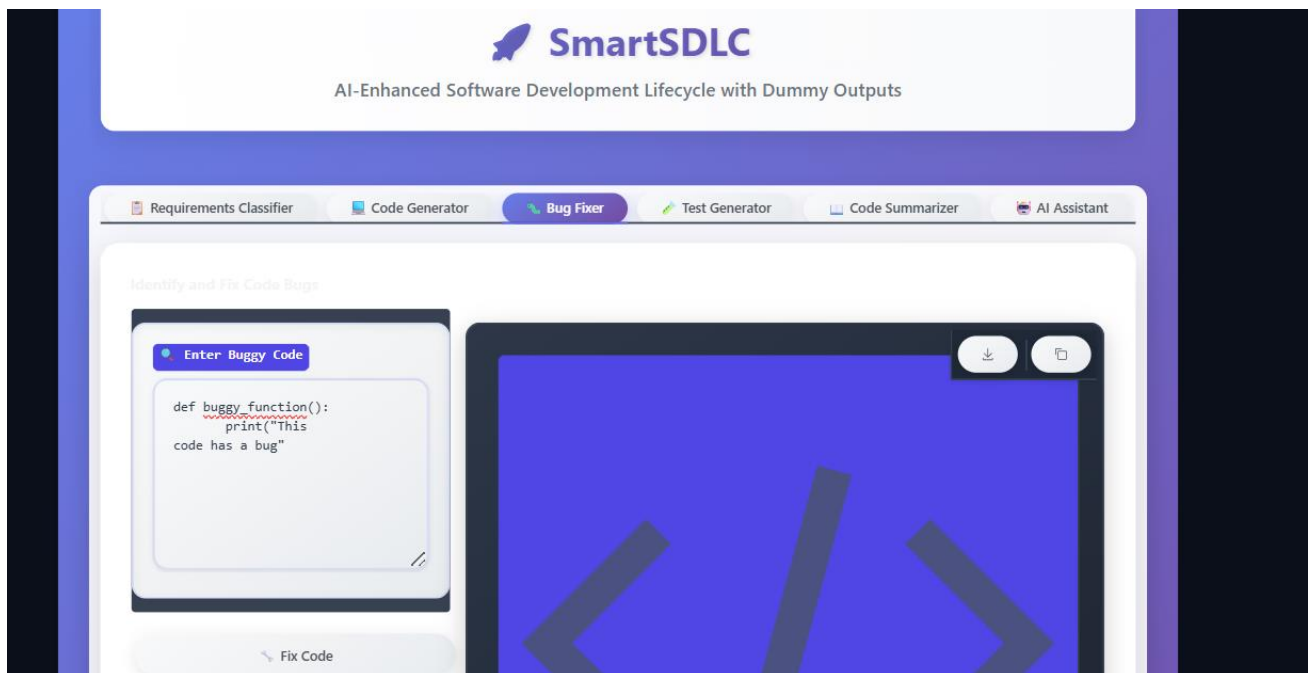 SmartSDLC
AI-Enhanced Software Development Lifecycle with Dummy Outputs
Requirements Classifier
Code Generator
Bug Fixer
Test Generator
Code Summarizer
AI Assistant
Identify and Fix Code Bugs
Enter Buggy Code
def buggy_function():
print("This
code has a bug"
Fix Code